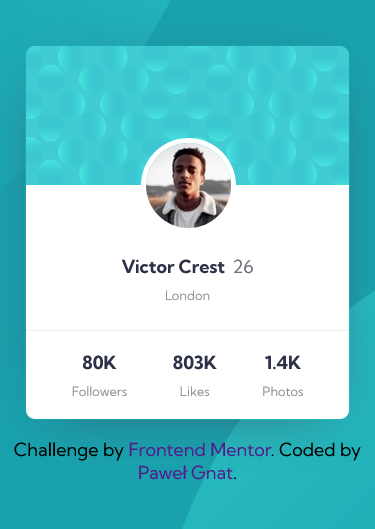 Victor Crest 26
London
80K 803K 1.4K
Followers Likes Photos
Challenge by Frontend Mentor. Coded by
Paweł Gnat.